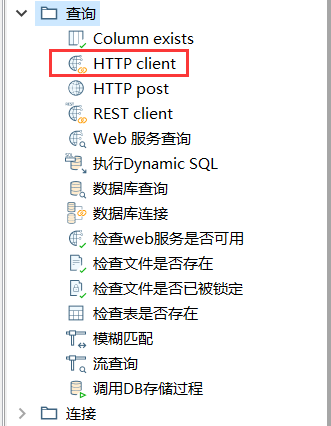 查询
Column exists
HTTP client
HTTP post
REST client
Web 服务查询
执行Dynamic SQL
数据库查询
数据库连接
检查web服务是否可用
检查文件是否存在
检查文件是否已被锁定
检查表是否存在
模糊匹配
流查询
调用DB存储过程
连接